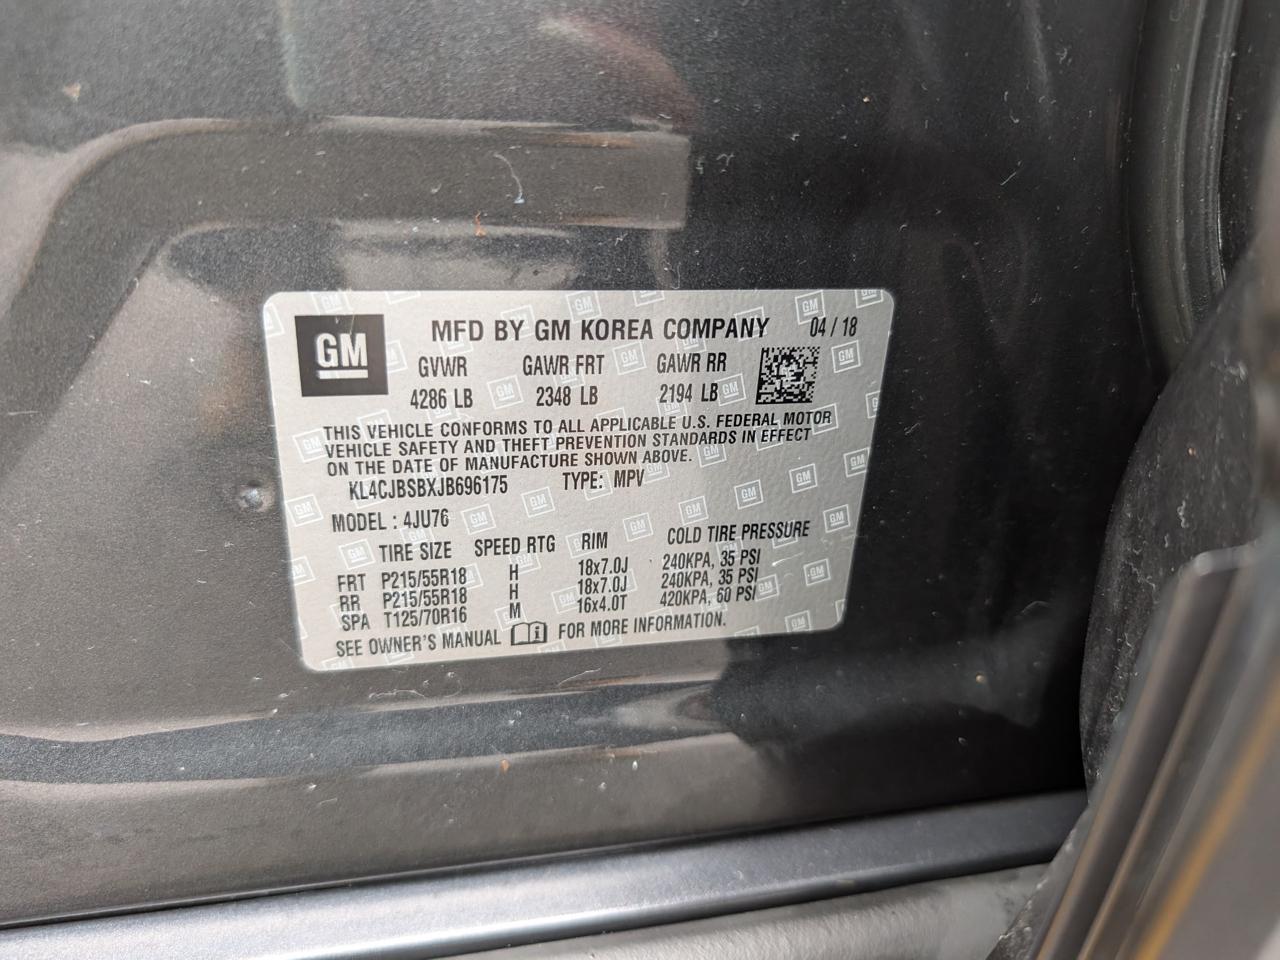 GM MFD BY GM KOREA COMPANY 04 / 18
GVWR GAWR FRT GAWR RR
4286 LB 2348 LB 2194 LB
THIS VEHICLE CONFORMS TO ALL APPLICABLE U.S. FEDERAL MOTOR
VEHICLE SAFETY AND THEFT PREVENTION STANDARDS IN EFFECT
ON THE DATE OF MANUFACTURE SHOWN ABOVE.
KL4CJBSBXJB696175 TYPE: MPV
MODEL : 4JU76
TIRE SIZE SPEED RTG RIM COLD TIRE PRESSURE
FRT P215/55R18 H 18x7.0J 240KPA, 35 PSI
RR P215/55R18 H 18x7.0J 240KPA, 35 PSI
SPA T125/70R16 M 16x4.0T 420KPA, 60 PSI
SEE OWNER'S MANUAL FOR MORE INFORMATION.